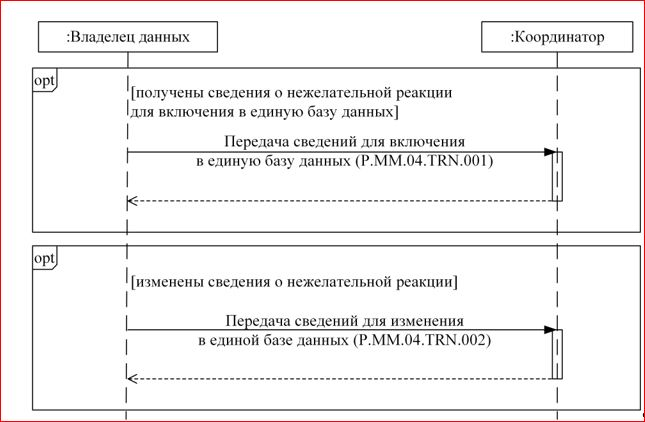 :Владелец данных
:Координатор
opt
[получены сведения о нежелательной реакции
для включения в единую базу данных]
Передача сведений для включения
в единую базу данных (P.MM.04.TRN.001)
opt
[изменены сведения о нежелательной реакции]
Передача сведений для изменения
в единой базе данных (P.MM.04.TRN.002)